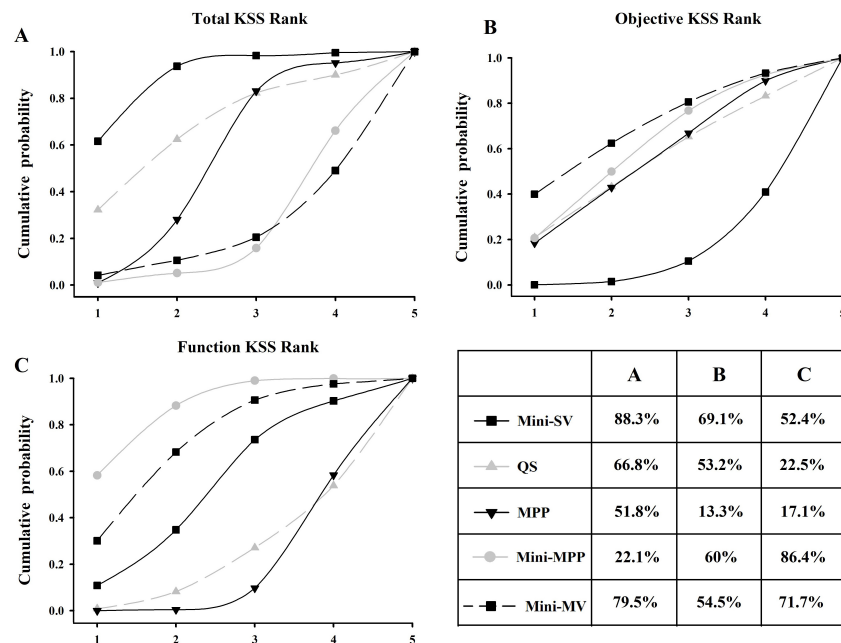 Total KSS Rank
A
Cumulative probability
1.0
0.8
0.6
0.4
0.2
0.0
1 2 3 4 5
Objective KSS Rank
B
Cumulative probability
1.0
0.8
0.6
0.4
0.2
0.0
1 2 3 4 5
Function KSS Rank
C
Cumulative probability
1.0
0.8
0.6
0.4
0.2
0.0
1 2 3 4 5
A B C
Mini-SV 88.3% 69.1% 52.4%
QS 66.8% 53.2% 22.5%
MPP 51.8% 13.3% 17.1%
Mini-MPP 22.1% 60% 86.4%
Mini-MV 79.5% 54.5% 71.7%